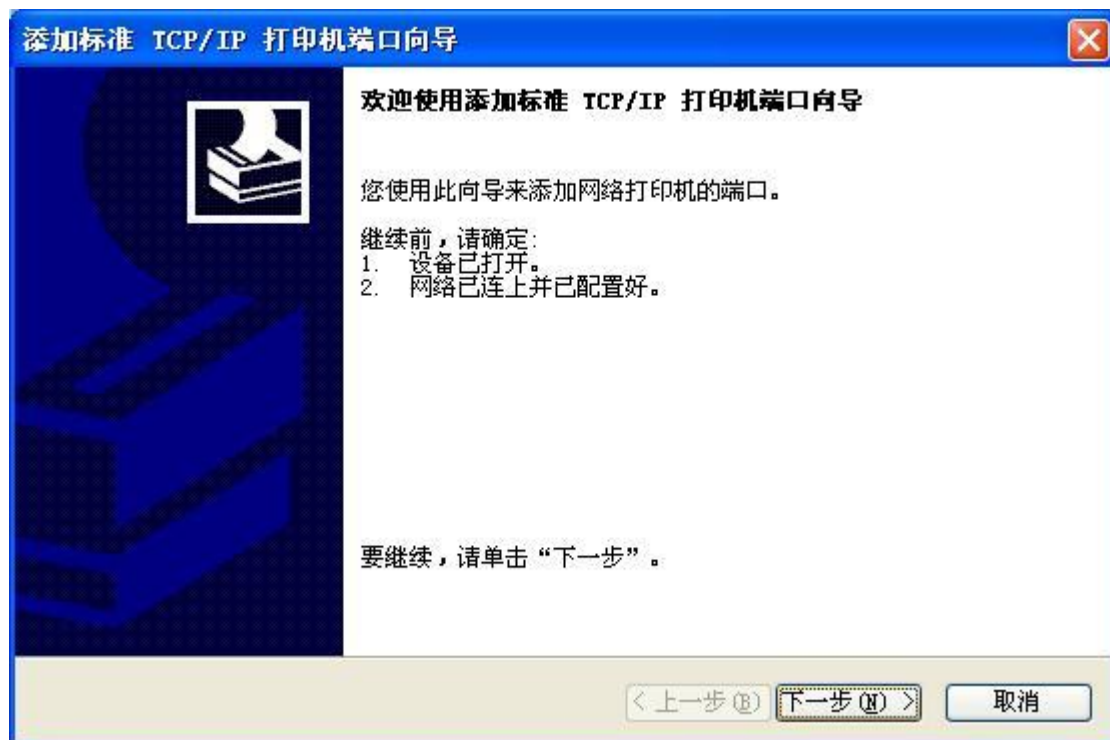 添加标准 TCP/IP 打印机端口向导
欢迎使用添加标准 TCP/IP 打印机端口向导
您使用此向导来添加网络打印机的端口。
继续前，请确定:
1. 设备已打开。
2. 网络已连上并已配置好。
要继续，请单击“下一步”。
< 上一步(B) 下一步(N) > 取消